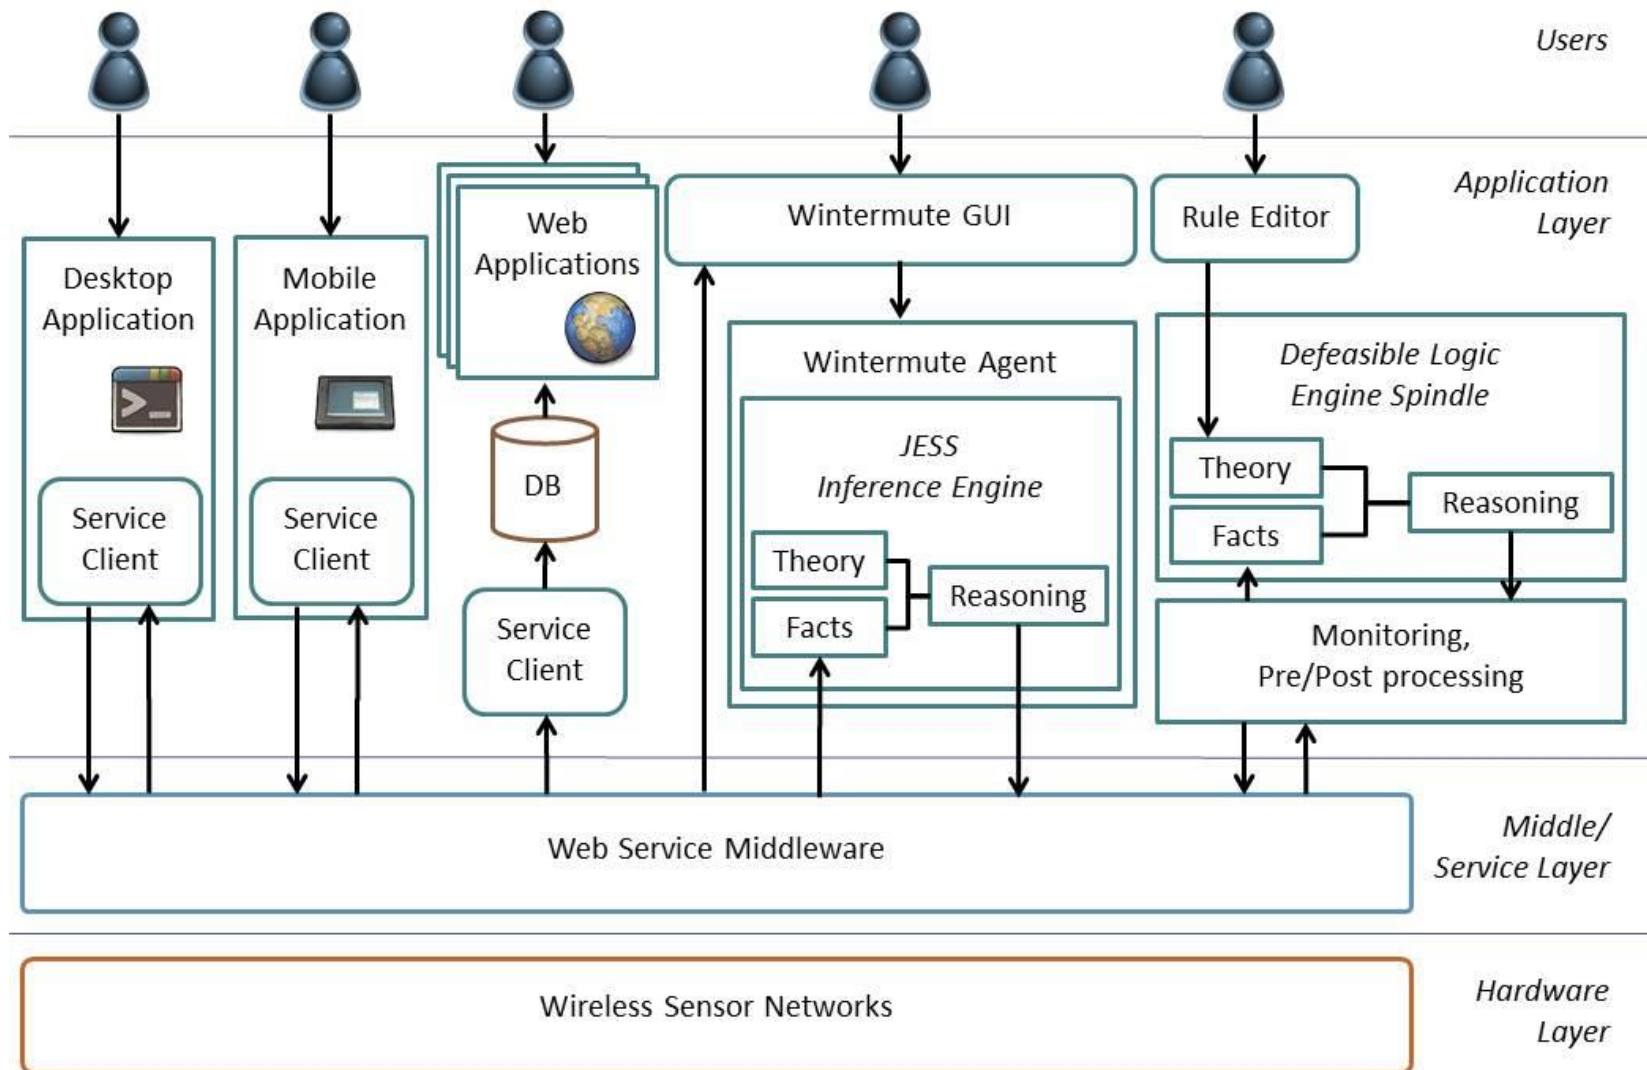 Users
Application
Layer
Desktop
Application
Service
Client
Mobile
Application
Service
Client
Web
Applications
DB
Service
Client
Wintermute GUI
Wintermute Agent
JESS
Inference Engine
Theory
Facts
Reasoning
Rule Editor
Defeasible Logic
Engine Spindle
Theory
Facts
Reasoning
Monitoring,
Pre/Post processing
Web Service Middleware
Middle/
Service Layer
Wireless Sensor Networks
Hardware
Layer